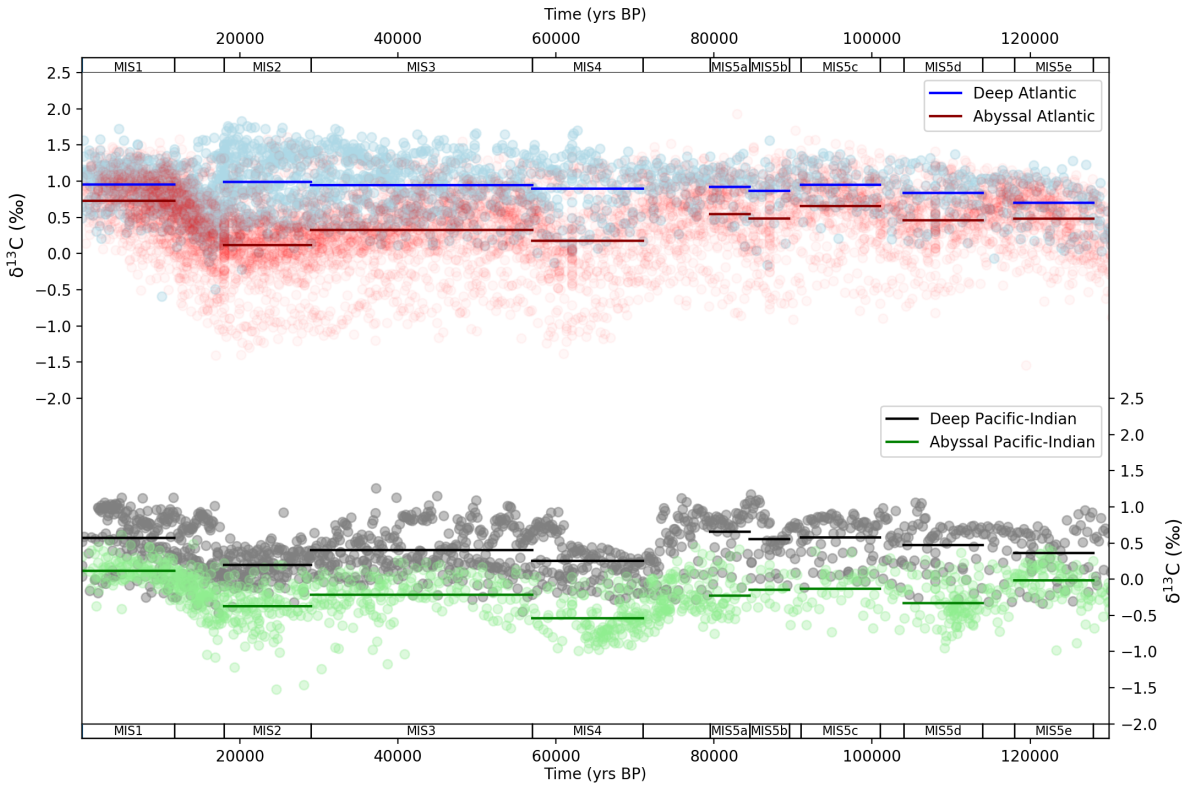 Time (yrs BP)
20000 40000 60000 80000 100000 120000
MIS1 MIS2 MIS3 MIS4 MIS5a MIS5b MIS5c MIS5d MIS5e
2.5
2.0
1.5
1.0
0.5
0.0
−0.5
−1.0
−1.5
−2.0
δ13C (‰)
Deep Atlantic
Abyssal Atlantic
Deep Pacific-Indian
Abyssal Pacific-Indian
2.5
2.0
1.5
1.0
0.5
0.0
−0.5
−1.0
−1.5
−2.0
δ13C (‰)
MIS1 MIS2 MIS3 MIS4 MIS5a MIS5b MIS5c MIS5d MIS5e
20000 40000 60000 80000 100000 120000
Time (yrs BP)